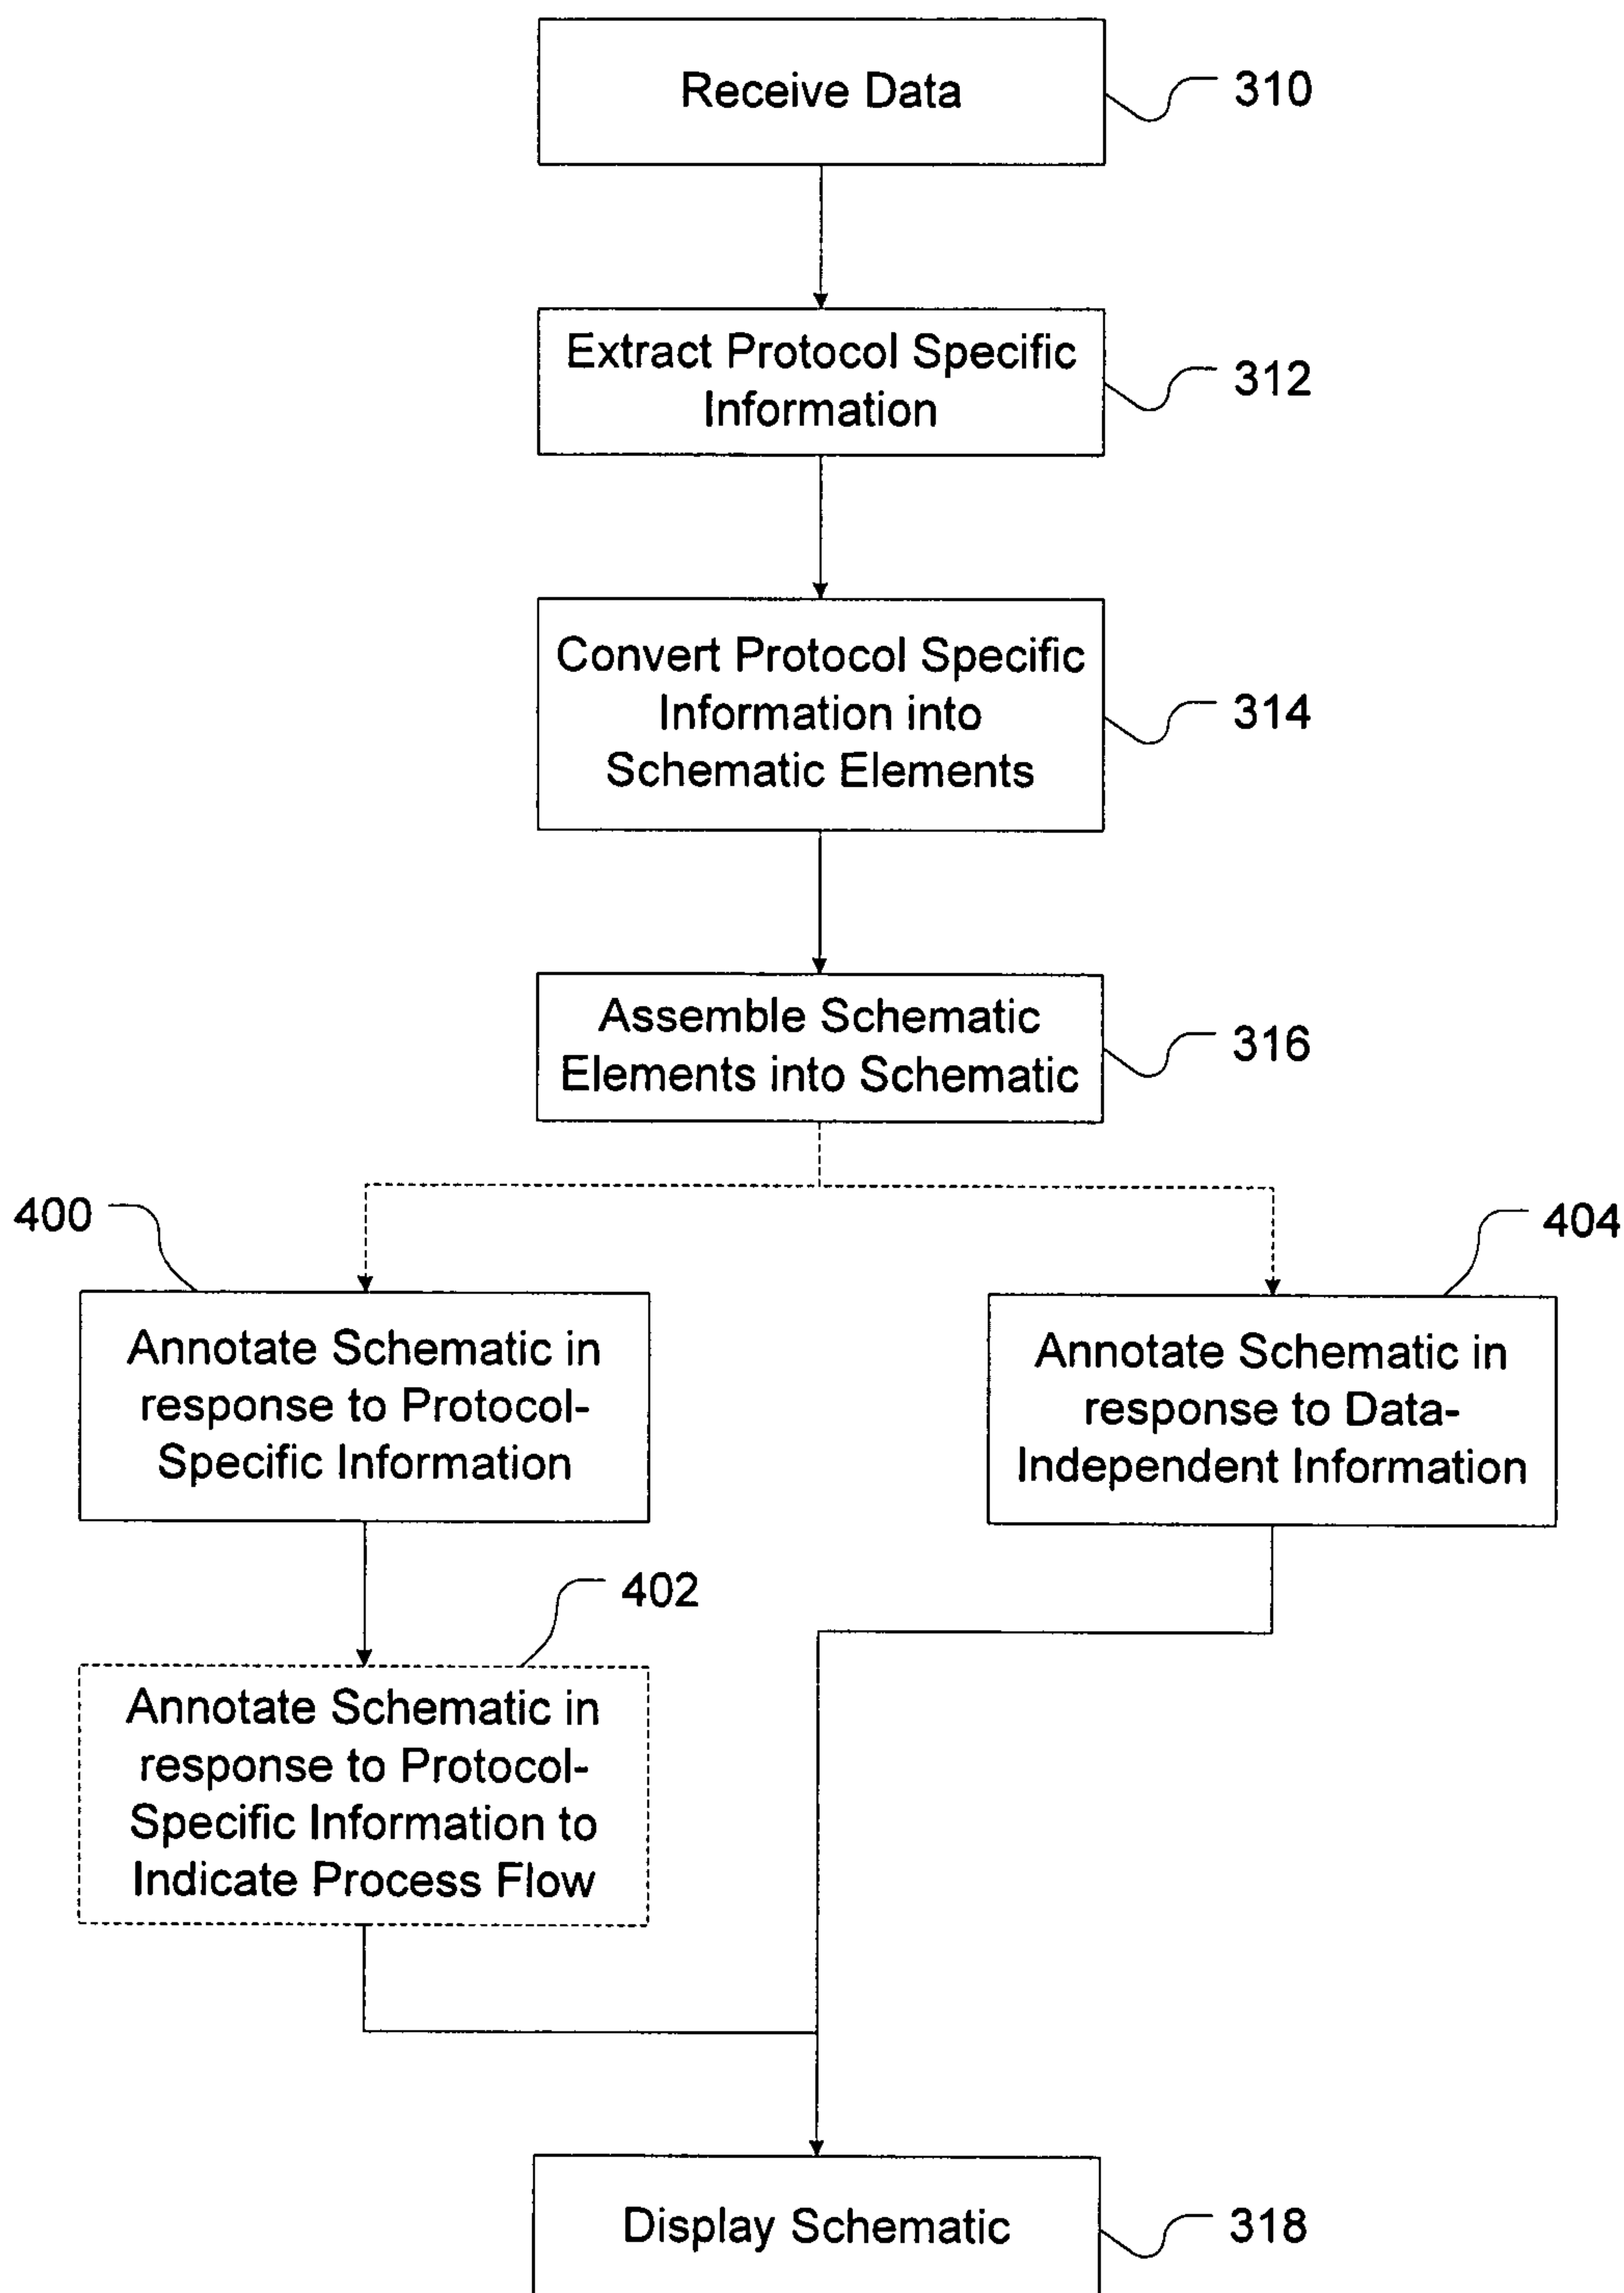 Receive Data
310
Extract Protocol Specific
Information
312
Convert Protocol Specific
Information into
Schematic Elements
314
Assemble Schematic
Elements into Schematic
316
400
404
Annotate Schematic in
response to Protocol-
Specific Information
Annotate Schematic in
response to Data-
Independent Information
402
Annotate Schematic in
response to Protocol-
Specific Information to
Indicate Process Flow
Display Schematic
318